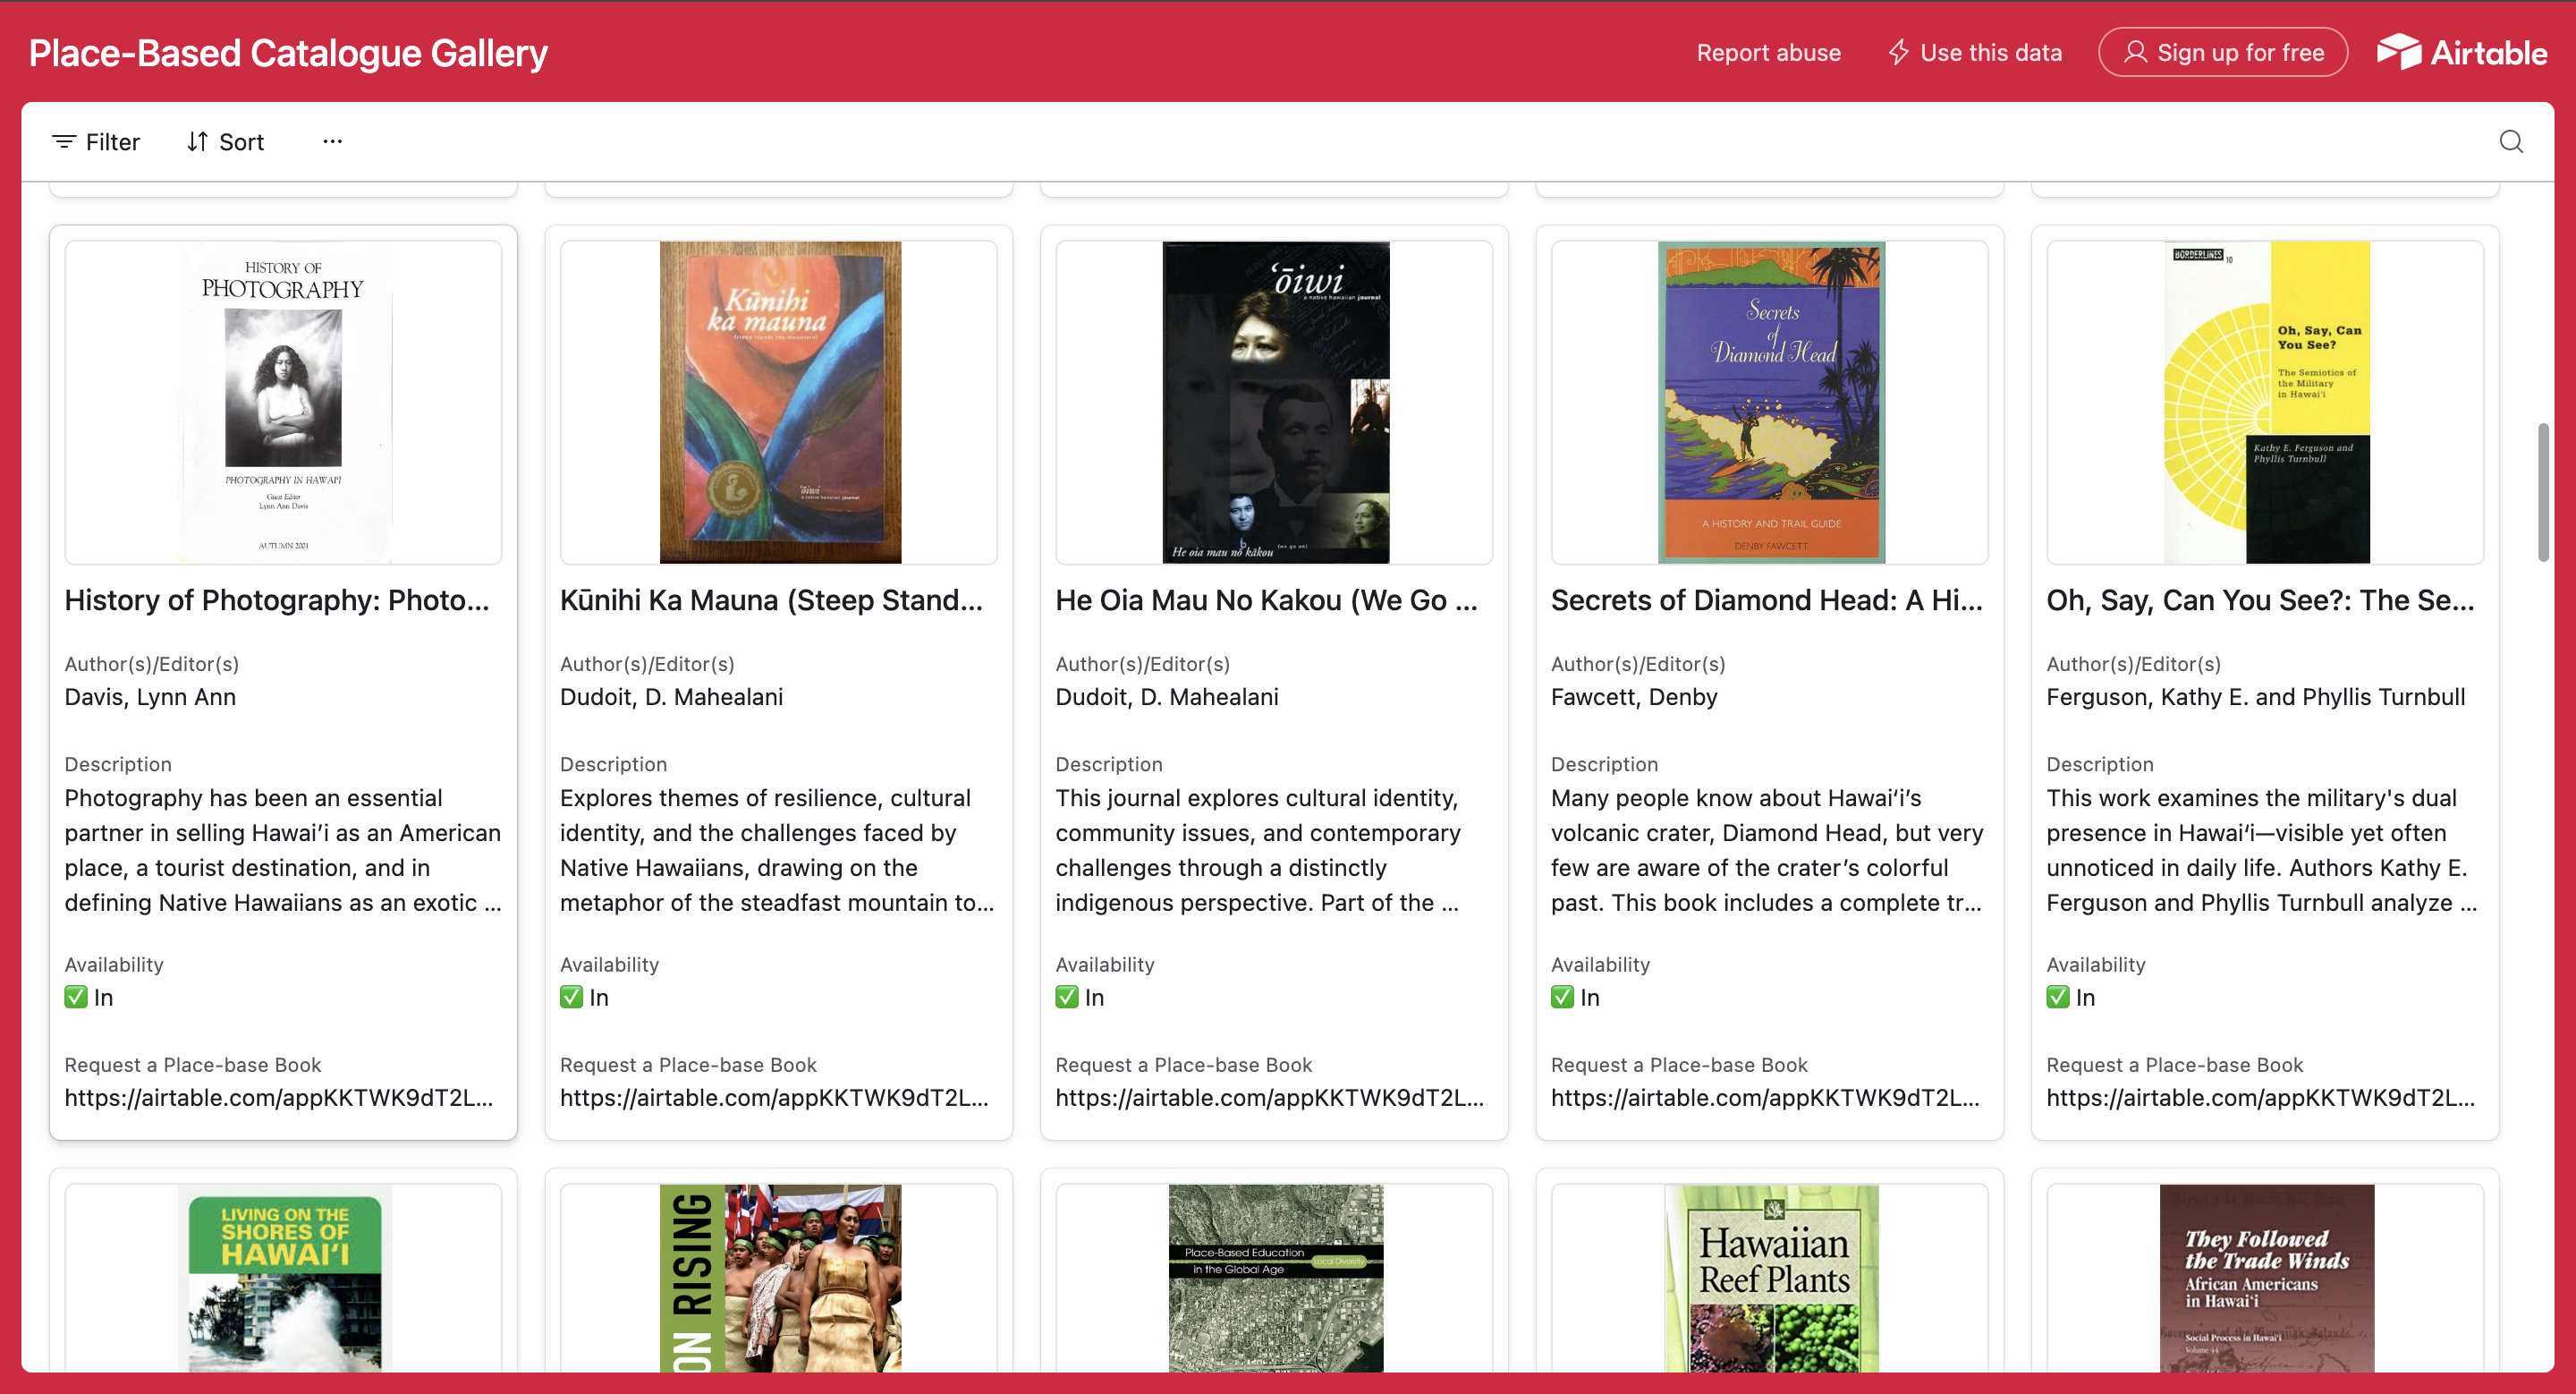 Place-Based Catalogue Gallery
Report abuse
Use this data
Sign up for free
Airtable
Filter
Sort
...
HISTORY OF
PHOTOGRAPHY
PHOTOGRAPHY IN HAWAI'I
Guest Editor
Lynn Ann Davis
AUTUMN 2001
History of Photography: Photo...
Author(s)/Editor(s)
Davis, Lynn Ann
Description
Photography has been an essential
partner in selling Hawai’i as an American
place, a tourist destination, and in
defining Native Hawaiians as an exotic ...
Availability
✅ In
Request a Place-base Book
https://airtable.com/appKKTWK9dT2L...
Kūnihi
ka mauna
(steep stands the mountain)
ʻōiwi
a native hawaiian journal
Kūnihi Ka Mauna (Steep Stand...
Author(s)/Editor(s)
Dudoit, D. Mahealani
Description
Explores themes of resilience, cultural
identity, and the challenges faced by
Native Hawaiians, drawing on the
metaphor of the steadfast mountain to...
Availability
✅ In
Request a Place-base Book
https://airtable.com/appKKTWK9dT2L...
ʻōiwi
a native hawaiian journal
He oia mau nō kākou (we go on)
He Oia Mau No Kakou (We Go ...
Author(s)/Editor(s)
Dudoit, D. Mahealani
Description
This journal explores cultural identity,
community issues, and contemporary
challenges through a distinctly
indigenous perspective. Part of the ...
Availability
✅ In
Request a Place-base Book
https://airtable.com/appKKTWK9dT2L...
Secrets
of
Diamond Head
A HISTORY AND TRAIL GUIDE
DENBY FAWCETT
Secrets of Diamond Head: A Hi...
Author(s)/Editor(s)
Fawcett, Denby
Description
Many people know about Hawaiʻi’s
volcanic crater, Diamond Head, but very
few are aware of the crater’s colorful
past. This book includes a complete tr...
Availability
✅ In
Request a Place-base Book
https://airtable.com/appKKTWK9dT2L...
BORDERLINES 10
Oh, Say, Can
You See?
The Semiotics of
the Military
in Hawai'i
Kathy E. Ferguson and
Phyllis Turnbull
Oh, Say, Can You See?: The Se...
Author(s)/Editor(s)
Ferguson, Kathy E. and Phyllis Turnbull
Description
This work examines the military's dual
presence in Hawaiʻi—visible yet often
unnoticed in daily life. Authors Kathy E.
Ferguson and Phyllis Turnbull analyze ...
Availability
✅ In
Request a Place-base Book
https://airtable.com/appKKTWK9dT2L...
LIVING ON THE
SHORES OF
HAWAIʻI
ON RISING
Place-Based Education
in the Global Age
Local Diversity
Hawaiian
Reef Plants
They Followed
the Trade Winds
African Americans
in Hawaiʻi
Social Process in Hawaiʻi
Volume 44